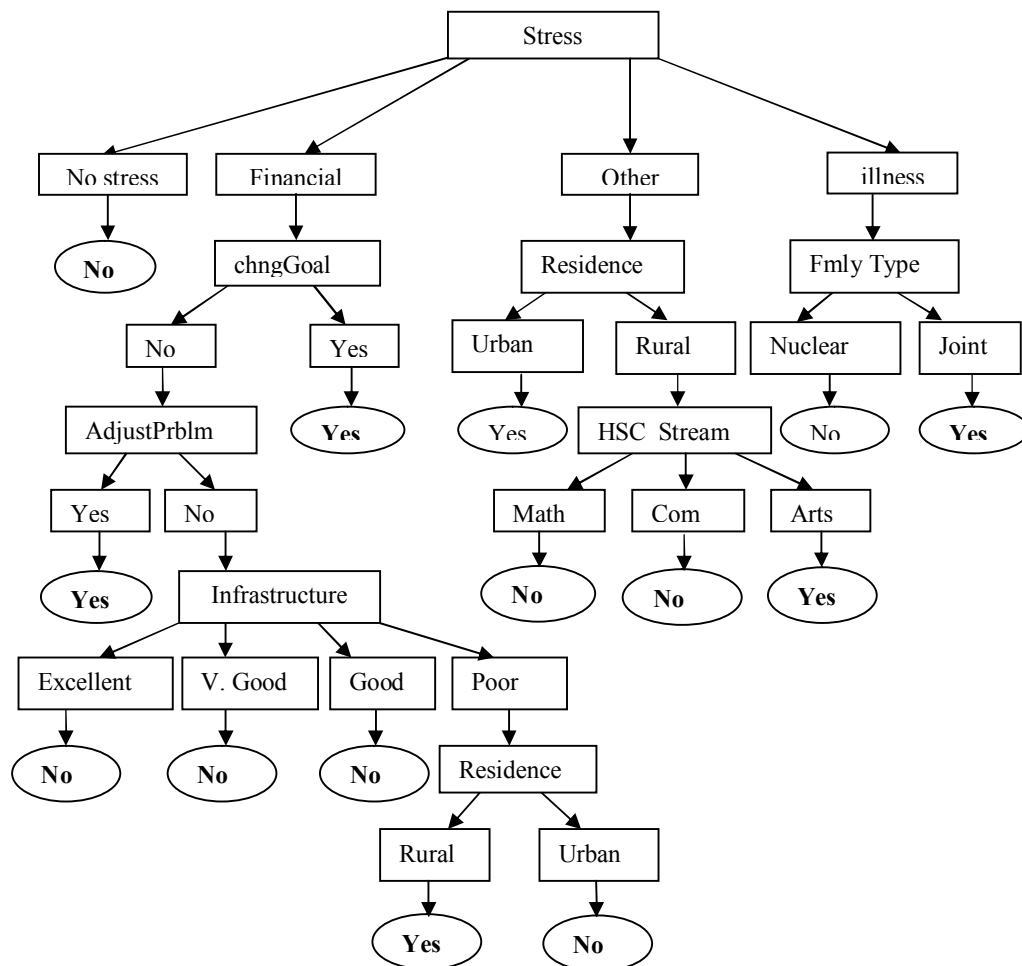 Stress
No stress
Financial
Other
illness
No
chngGoal
Residence
Fmly Type
No
Yes
Urban
Rural
Nuclear
Joint
AdjustPrblm
Yes
Yes
HSC Stream
No
Yes
Yes
No
Math
Com
Arts
Yes
Infrastructure
No
No
Yes
Excellent
V. Good
Good
Poor
No
No
No
Residence
Rural
Urban
Yes
No